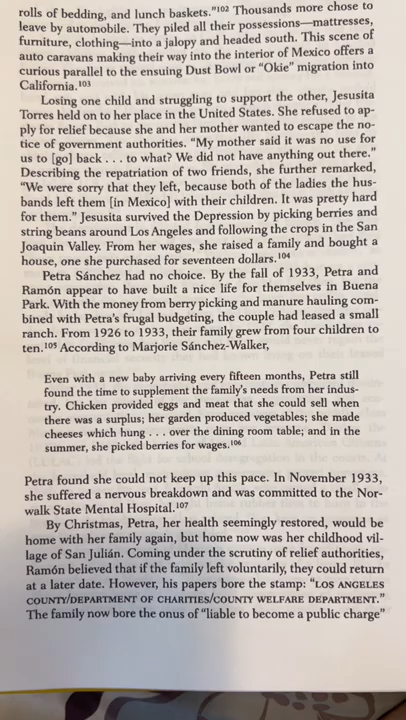 rolls of bedding, and lunch baskets."102 Thousands more chose to
leave by automobile. They piled all their possessions—mattresses,
furniture, clothing—into a jalopy and headed south. This scene of
auto caravans making their way into the interior of Mexico offers a
curious parallel to the ensuing Dust Bowl or "Okie" migration into
California.103
Losing one child and struggling to support the other, Jesusita
Torres held on to her place in the United States. She refused to ap-
ply for relief because she and her mother wanted to escape the no-
tice of government authorities. "My mother said it was no use for
us to [go] back . . . to what? We did not have anything out there."
Describing the repatriation of two friends, she further remarked,
"We were sorry that they left, because both of the ladies the hus-
bands left them [in Mexico] with their children. It was pretty hard
for them." Jesusita survived the Depression by picking berries and
string beans around Los Angeles and following the crops in the San
Joaquin Valley. From her wages, she raised a family and bought a
house, one she purchased for seventeen dollars.104
Petra Sánchez had no choice. By the fall of 1933, Petra and
Ramón appear to have built a nice life for themselves in Buena
Park. With the money from berry picking and manure hauling com-
bined with Petra's frugal budgeting, the couple had leased a small
ranch. From 1926 to 1933, their family grew from four children to
ten.105 According to Marjorie Sánchez-Walker,
Even with a new baby arriving every fifteen months, Petra still
found the time to supplement the family's needs from her indus-
try. Chicken provided eggs and meat that she could sell when
there was a surplus; her garden produced vegetables; she made
cheeses which hung . . . over the dining room table; and in the
summer, she picked berries for wages.106
Petra found she could not keep up this pace. In November 1933,
she suffered a nervous breakdown and was committed to the Nor-
walk State Mental Hospital.107
By Christmas, Petra, her health seemingly restored, would be
home with her family again, but home now was her childhood vil-
lage of San Julián. Coming under the scrutiny of relief authorities,
Ramón believed that if the family left voluntarily, they could return
at a later date. However, his papers bore the stamp: "LOS ANGELES
COUNTY/DEPARTMENT OF CHARITIES/COUNTY WELFARE DEPARTMENT."
The family now bore the onus of "liable to become a public charge"